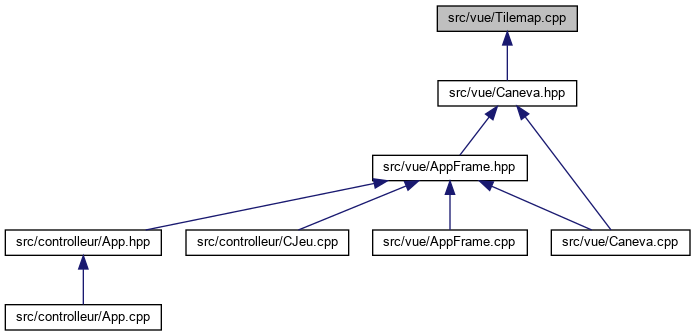 src/vue/Tilemap.cpp
src/vue/Caneva.hpp
src/vue/AppFrame.hpp
src/controlleur/App.hpp
src/controlleur/CJeu.cpp
src/vue/AppFrame.cpp
src/vue/Caneva.cpp
src/controlleur/App.cpp